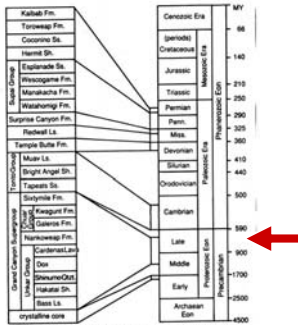 Kaibab Fm.
Toroweap Fm.
Coconino Ss.
Hermit Sh.
Supai Group
Esplanade Ss.
Wescogame Fm.
Manakacha Fm.
Watahomigi Fm.
Surprise Canyon Fm.
Redwall Ls.
Temple Butte Fm.
Tonto Group
Muav Ls.
Bright Angel Sh.
Tapeats Ss.
Grand Canyon Supergroup
Sixtymile Fm.
Chuar Group
Kwagunt Fm.
Galeros Fm.
Nankoweap Fm.
Unkar Group
CardenasLavas
Dox
ShinumoQtzt.
Hakatai Sh.
Bass Ls.
crystalline core
MY
Cenozoic Era
66
(periods)
Cretaceous
140
Jurassic
210
Triassic
250
Mesozoic Era
Permian
290
Penn.
325
Miss.
360
Devonian
410
Silurian
440
Orodovician
500
Cambrian
590
Paleozoic Era
Phanerozoic Eon
Late
900
Middle
1700
Early
2500
Proterozoic Eon
Archaean
Eon
4500
Precambrian